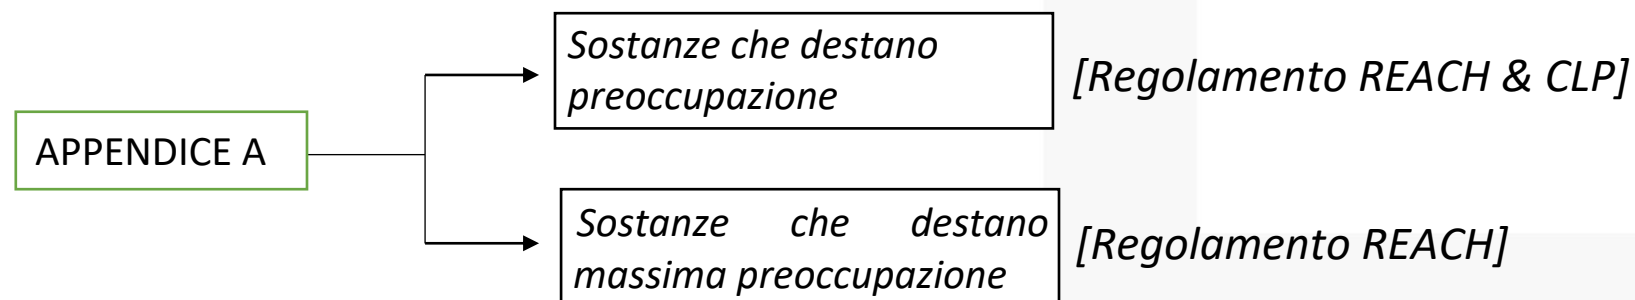 APPENDICE A
Sostanze che destano
preoccupazione
[Regolamento REACH & CLP]
Sostanze che destano
massima preoccupazione
[Regolamento REACH]